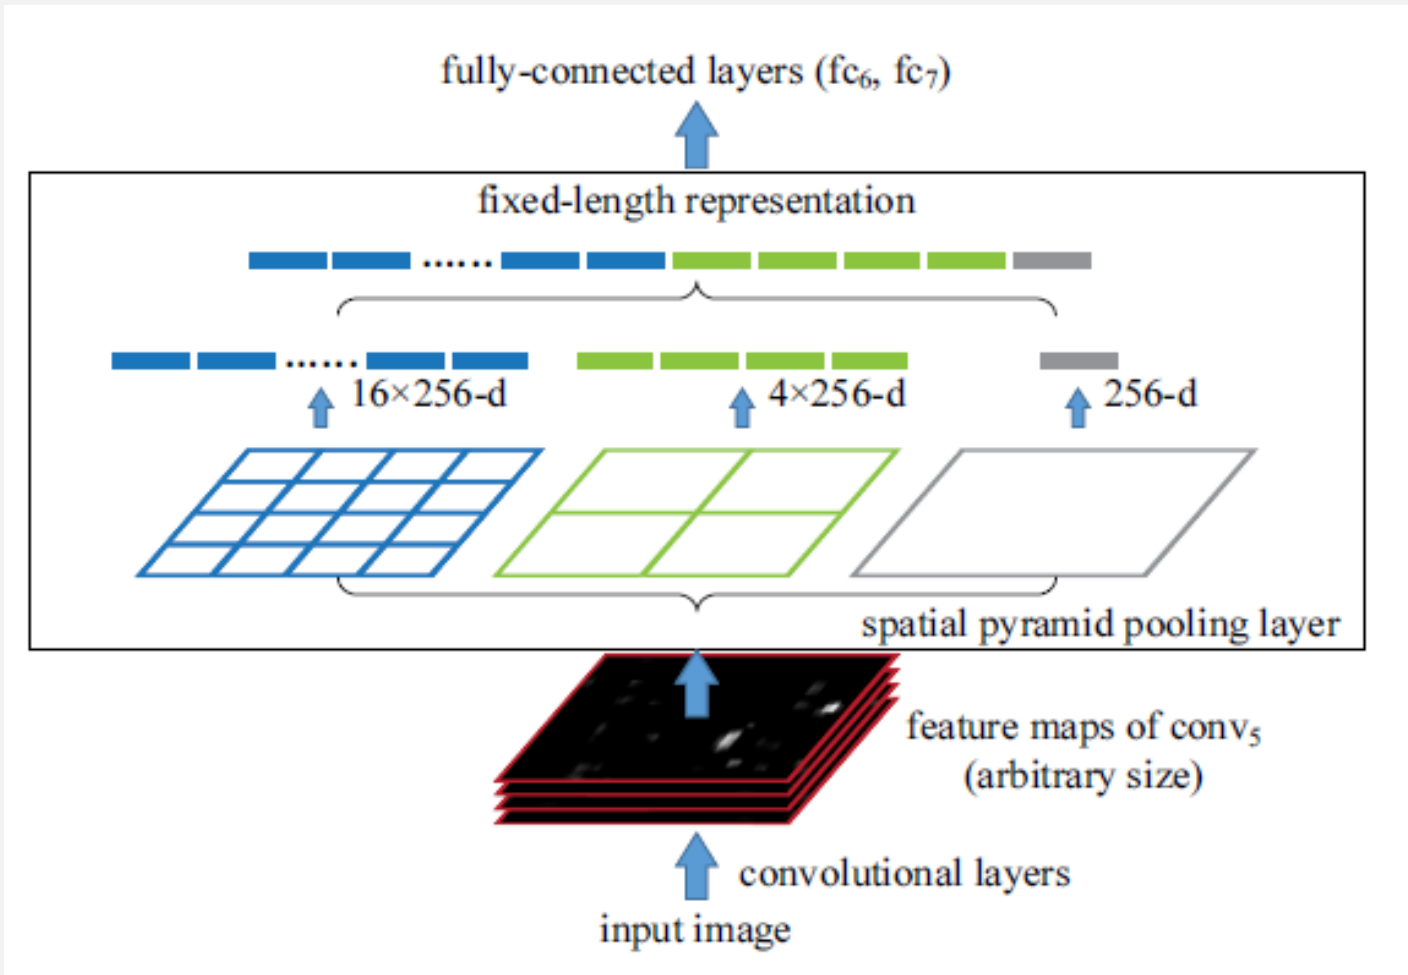 fully-connected layers (fc₆, fc₇)
fixed-length representation
16×256-d
4×256-d
256-d
spatial pyramid pooling layer
feature maps of conv₅
(arbitrary size)
convolutional layers
input image